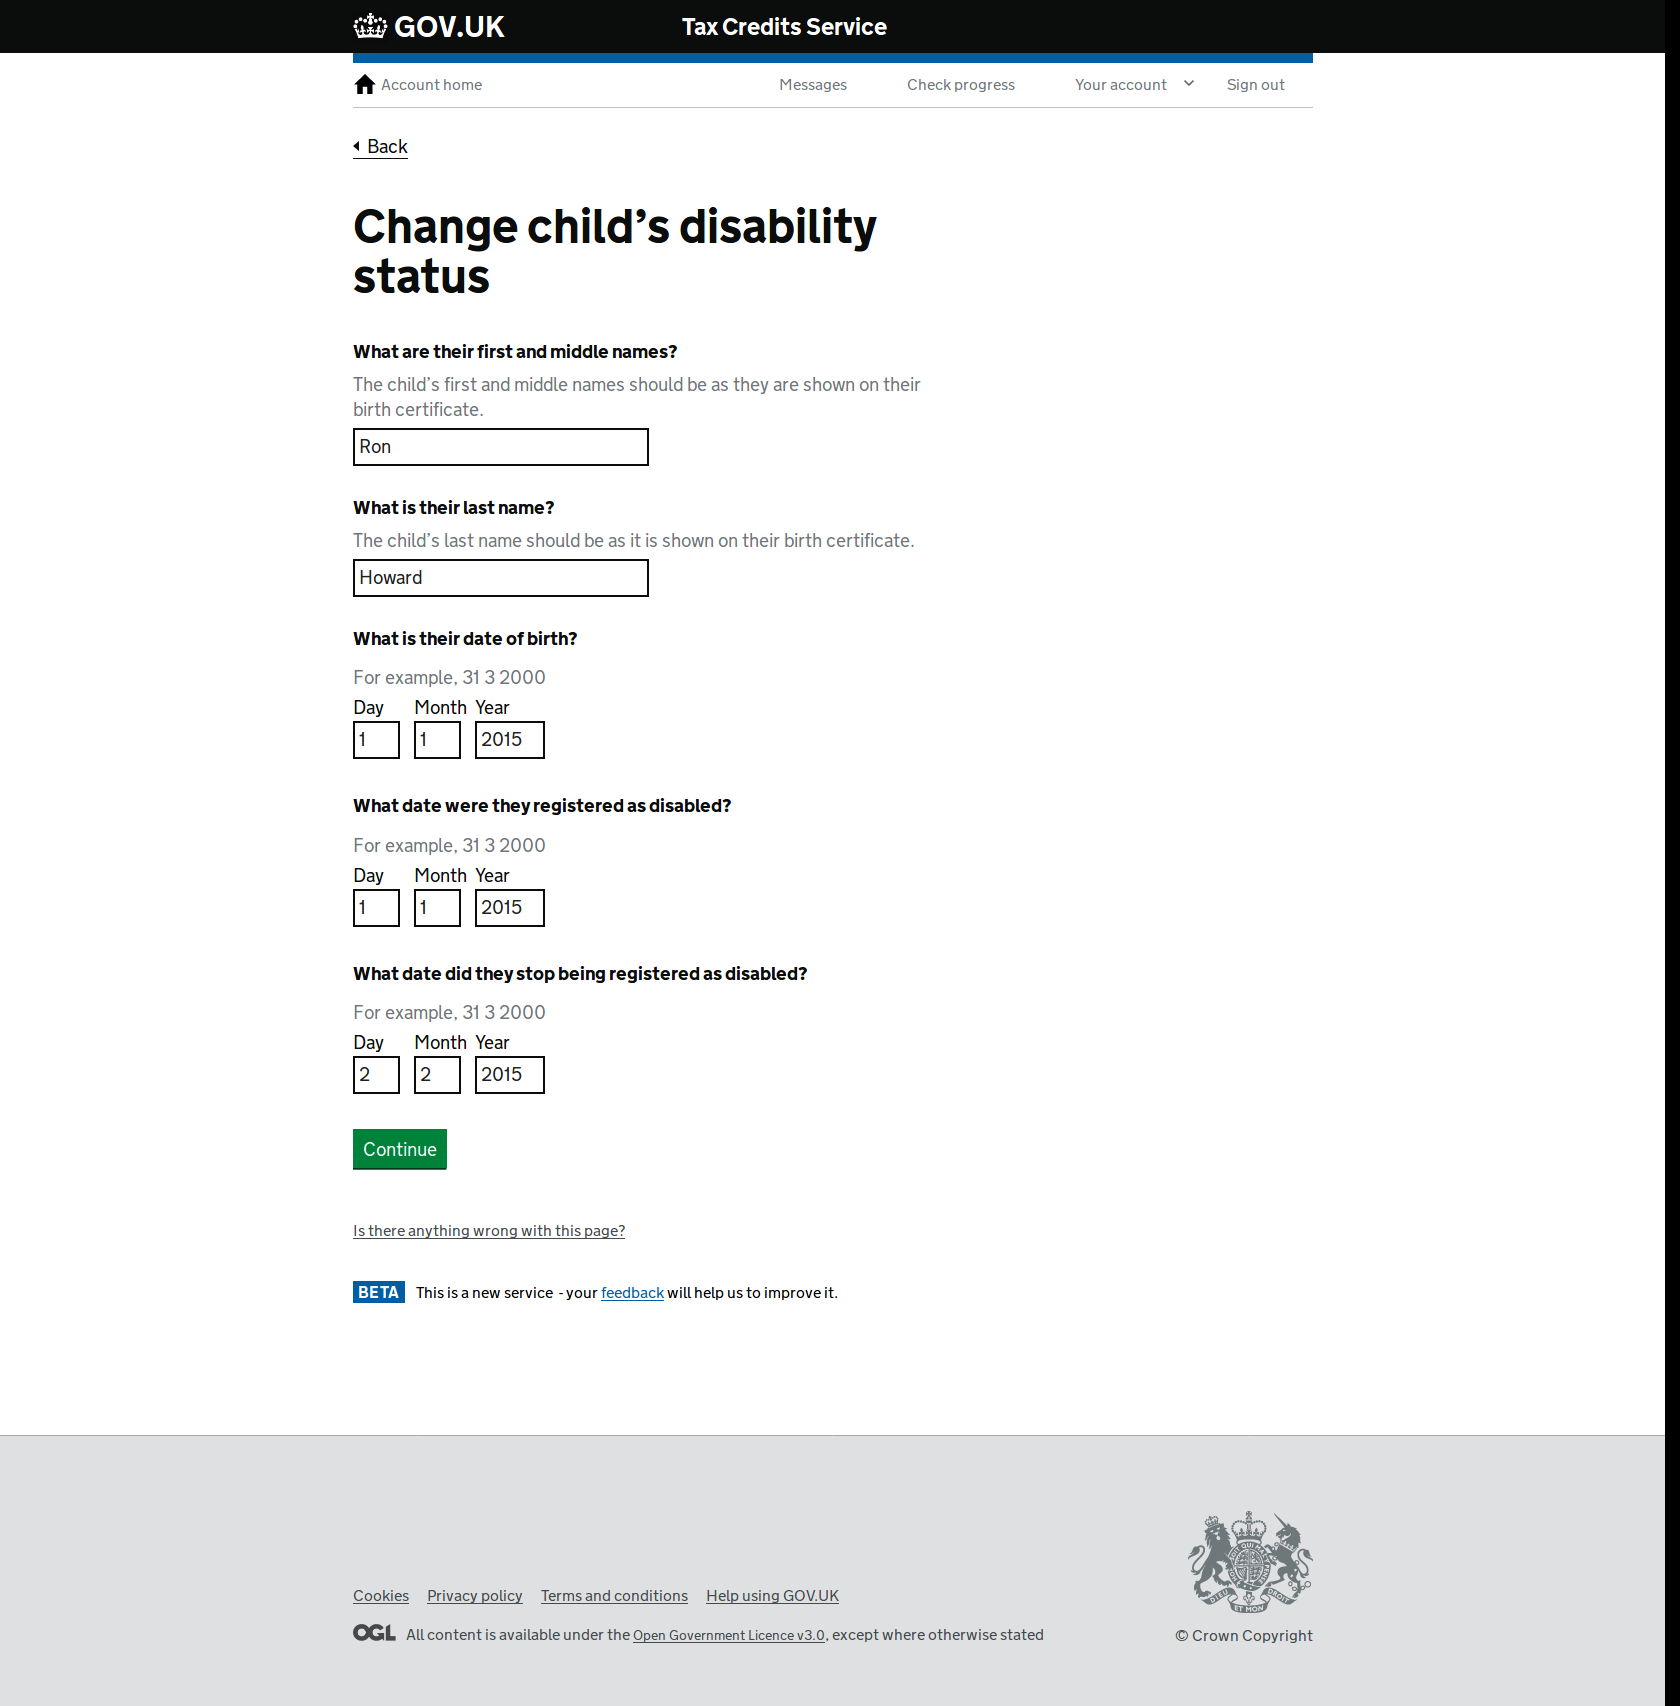 GOV.UK Tax Credits Service
Account home Messages Check progress Your account Sign out
Back
Change child’s disability
status
What are their first and middle names?
The child’s first and middle names should be as they are shown on their
birth certificate.
Ron
What is their last name?
The child’s last name should be as it is shown on their birth certificate.
Howard
What is their date of birth?
For example, 31 3 2000
Day Month Year
1 1 2015
What date were they registered as disabled?
For example, 31 3 2000
Day Month Year
1 1 2015
What date did they stop being registered as disabled?
For example, 31 3 2000
Day Month Year
2 2 2015
Continue
Is there anything wrong with this page?
BETA This is a new service - your feedback will help us to improve it.
Cookies Privacy policy Terms and conditions Help using GOV.UK
OGL All content is available under the Open Government Licence v3.0, except where otherwise stated
© Crown Copyright